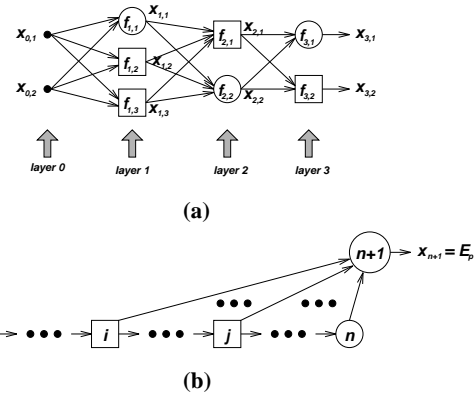 x0,1 f1,1 x1,1 f2,1 x2,1 f3,1 x3,1
f1,2 x1,2
x0,2 f1,3 x1,3 f2,2 x2,2 f3,2 x3,2
layer 0 layer 1 layer 2 layer 3
(a)
n+1 xn+1 = Ep
i j n
(b)